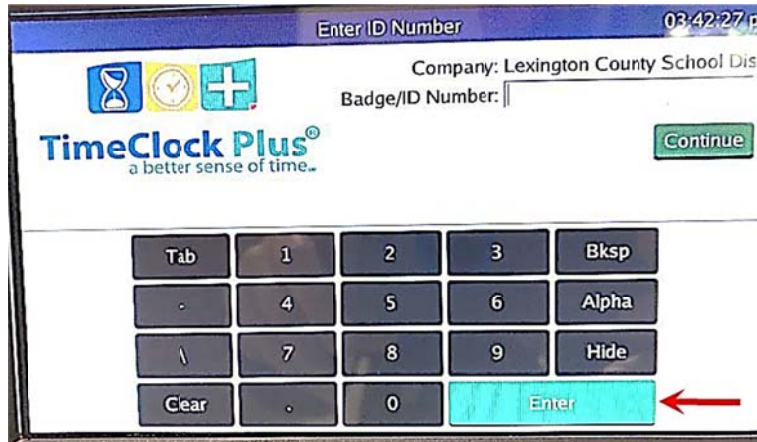 Enter ID Number
03:42:27 p
Company: Lexington County School Dis
Badge/ID Number:
TimeClock Plus®
a better sense of time..
Continue
Tab 1 2 3 Bksp
4 5 6 Alpha
\ 7 8 9 Hide
Clear . 0 Enter